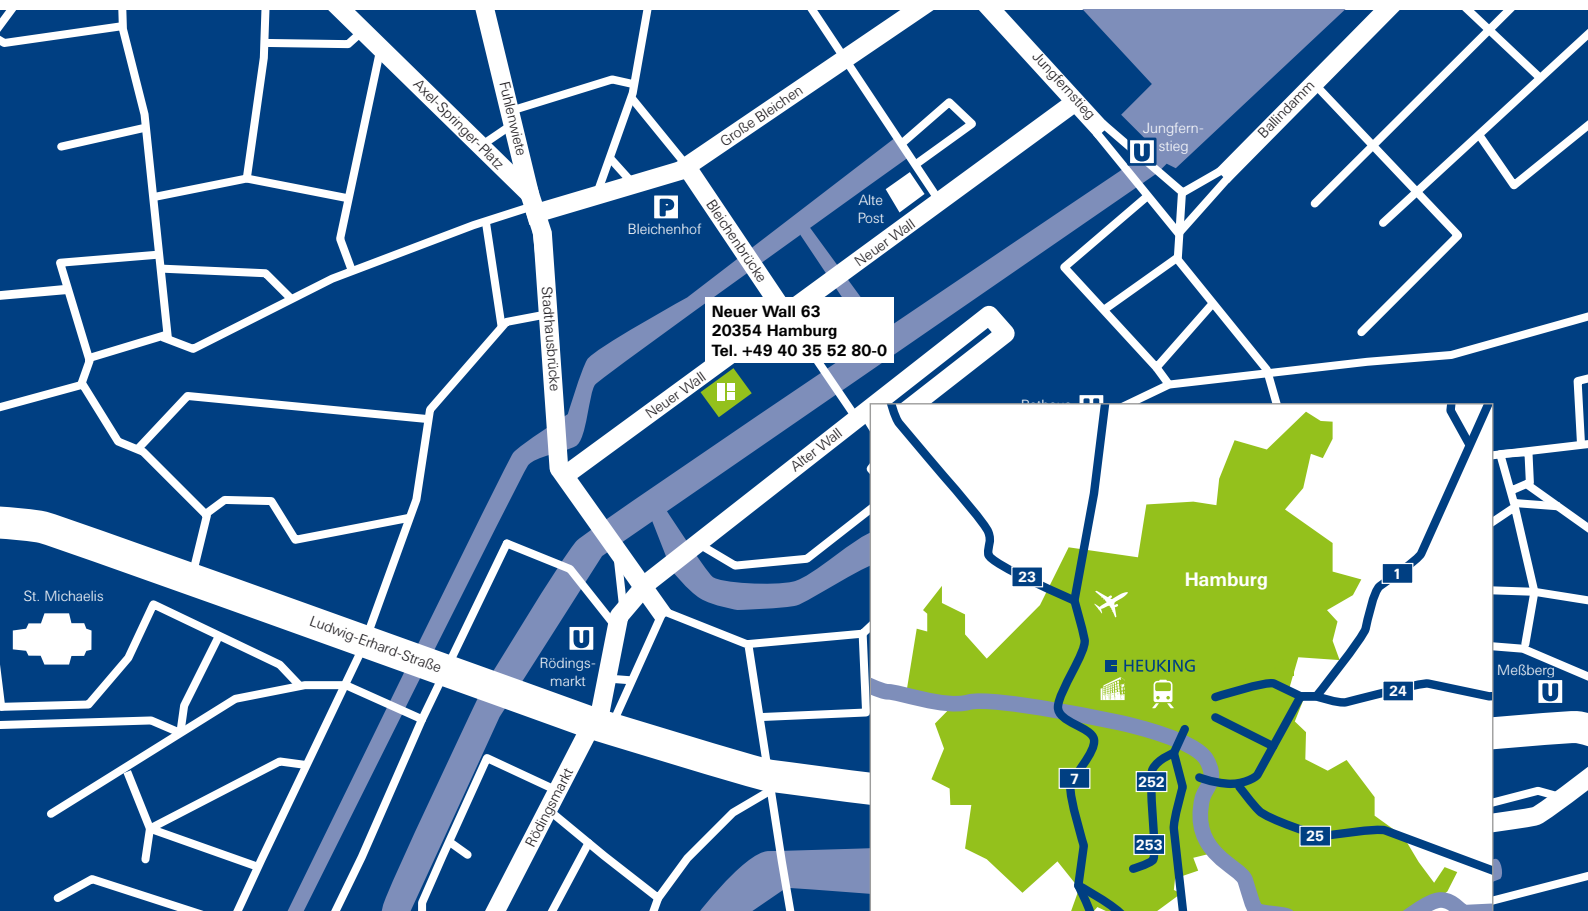 Axel-Springer-Platz
Fuhlenwiete
Große Bleichen
Jungfernstieg
Ballindamm
Jungfern-
stieg
U
P
Bleichenhof
Bleichenbrücke
Alte
Post
Neuer Wall
Stadthausbrücke
Neuer Wall 63
20354 Hamburg
Tel. +49 40 35 52 80-0
Neuer Wall
Alter Wall
St. Michaelis
Ludwig-Erhard-Straße
U
Rödings-
markt
Rödingsmarkt
Meßberg
U
Hamburg
HEUKING
23
1
24
7
252
253
25